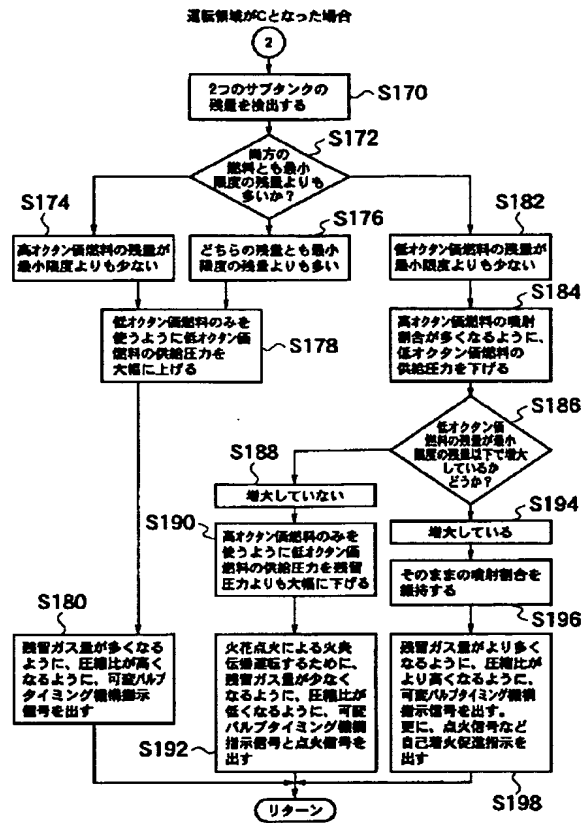 運転領域がCとなった場合
2
2つのサブタンクの
残量を検出する
S170
S172
両方の
燃料とも最小
限度の残量よりも
多いか?
S174
高オクタン価燃料の残量が
最小限度よりも少ない
S176
どちらの残量とも最小
限度の残量よりも多い
S182
低オクタン価燃料の残量が
最小限度よりも少ない
S178
低オクタン価燃料のみを
使うように低オクタン価
燃料の供給圧力を
大幅に上げる
S184
高オクタン価燃料の噴射
割合が多くなるように、
低オクタン価燃料の
供給圧力を下げる
S186
低オクタン価
燃料の残量が最小
限度の残量以下で増大
しているか
どうか?
S188
増大していない
S194
増大している
S190
高オクタン価燃料のみを
使うように低オクタン価
燃料の供給圧力を残留
圧力よりも大幅に下げる
そのままの噴射割合を
維持する
S196
S180
残留ガス量が多くなる
ように、圧縮比が高く
なるように、可変バルブ
タイミング機構指示
信号を出す
火花点火による火炎
伝播運転するために、
残留ガス量が少なく
なるように、圧縮比が
低くなるように、可変
バルブタイミング機構
指示信号と点火信号を
出す
S192
残留ガス量がより多く
なるように、圧縮比が
より高くなるように、
可変バルブタイミング機構
指示信号を出す。
更に、点火信号など
自己着火促進指示を
出す
S198
リターン